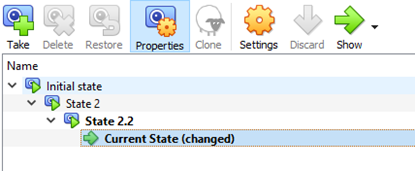 Take Delete Restore Properties Clone Settings Discard Show
Name
Initial state
State 2
State 2.2
Current State (changed)